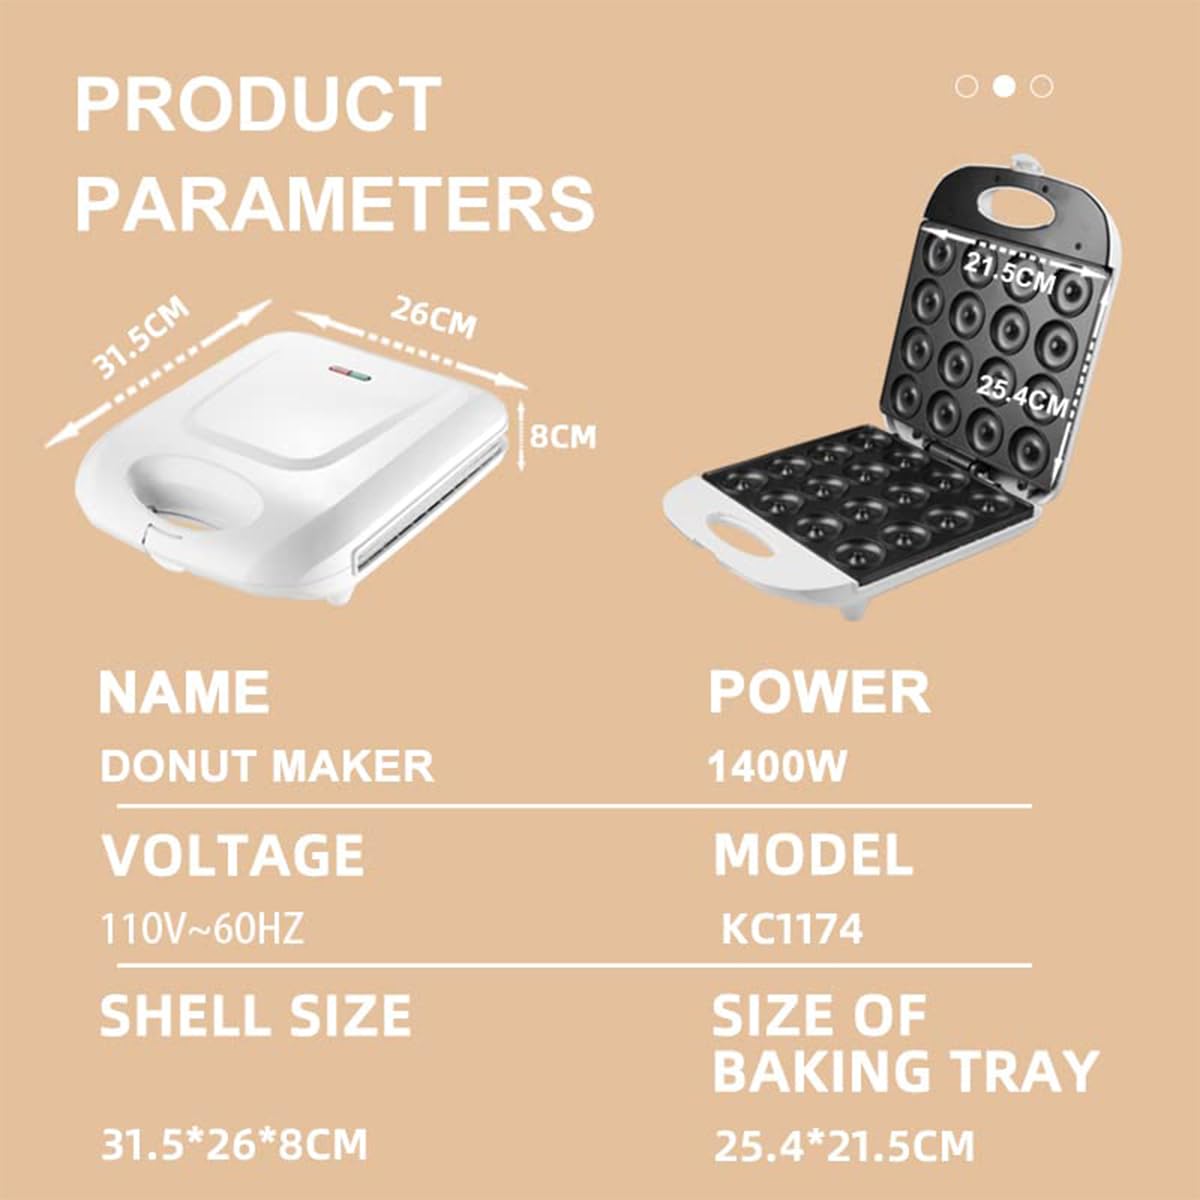 PRODUCT
PARAMETERS
31.5CM
26CM
8CM
21.5CM
25.4CM
NAME
POWER
DONUT MAKER
1400W
VOLTAGE
MODEL
110V~60HZ
KC1174
SHELL SIZE
SIZE OF
BAKING TRAY
31.5*26*8CM
25.4*21.5CM